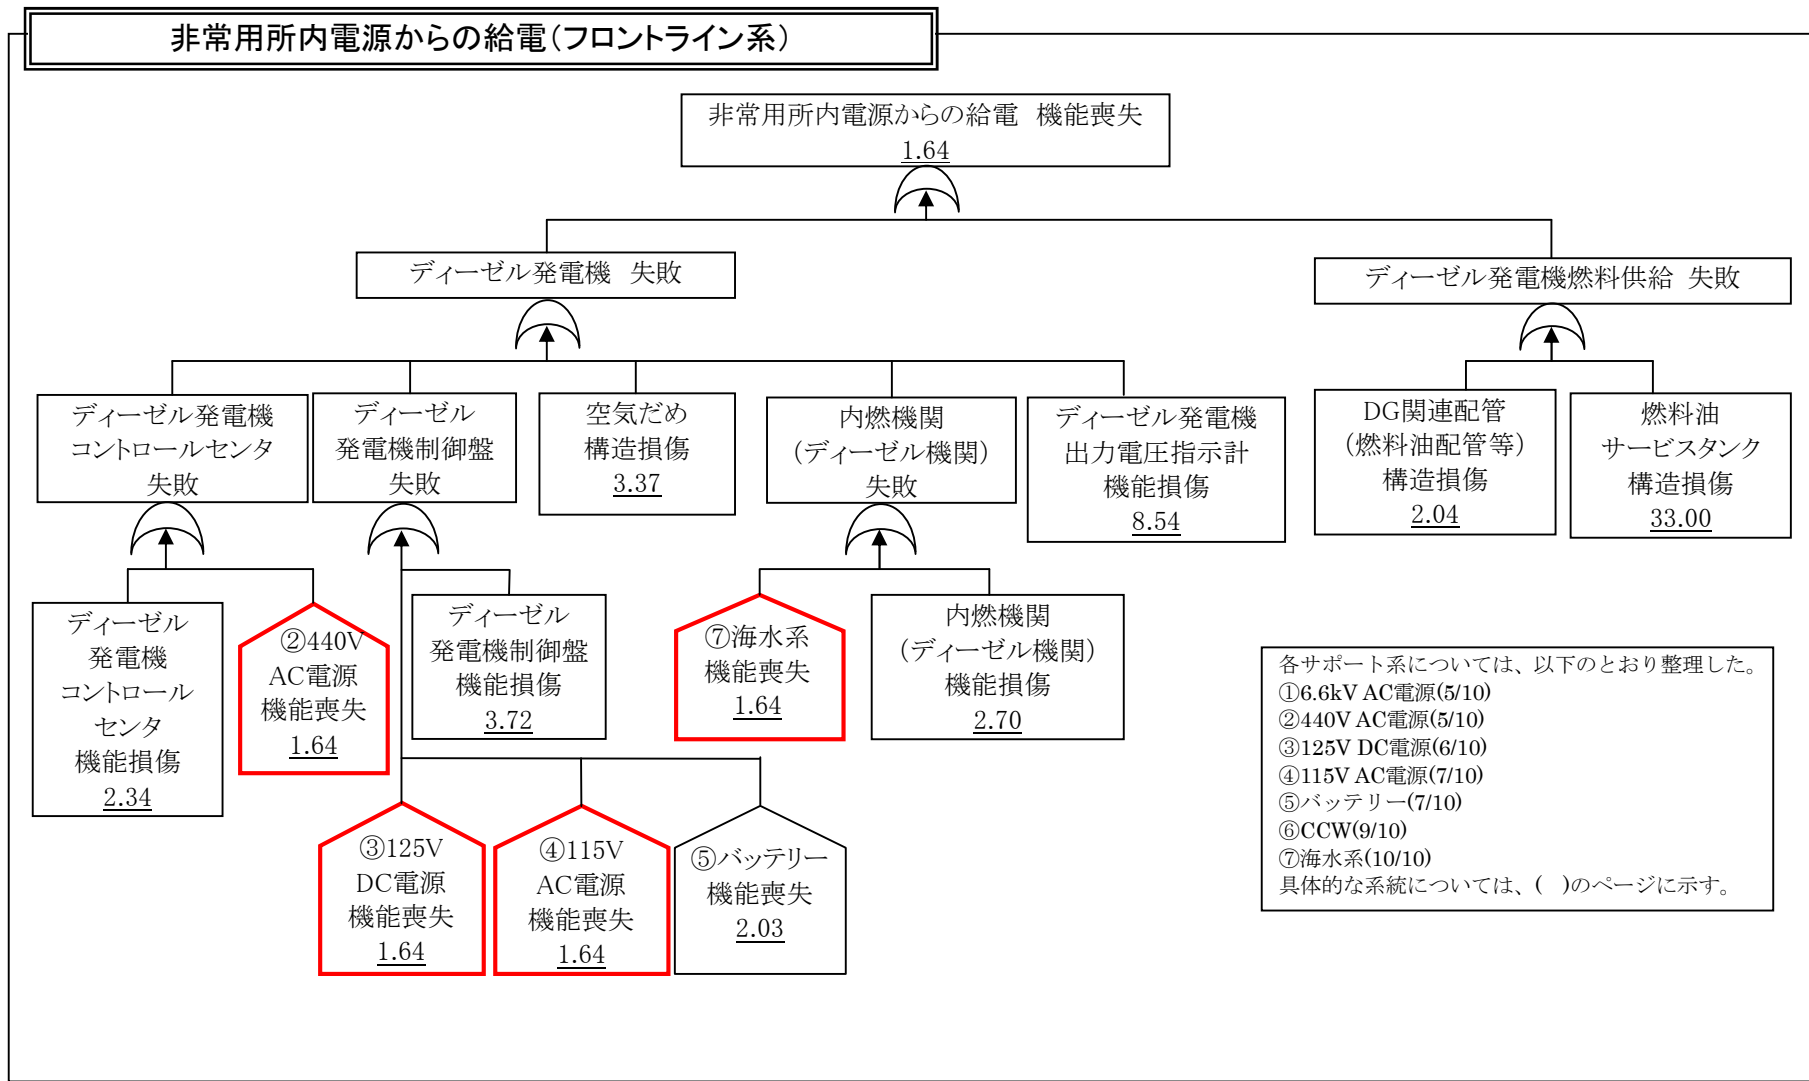 非常用所内電源からの給電(フロントライン系)
非常用所内電源からの給電 機能喪失
1.64
ディーゼル発電機 失敗
ディーゼル発電機燃料供給 失敗
ディーゼル発電機
コントロールセンタ
失敗
ディーゼル
発電機制御盤
失敗
空気だめ
構造損傷
3.37
内燃機関
(ディーゼル機関)
失敗
ディーゼル発電機
出力電圧指示計
機能損傷
8.54
DG関連配管
(燃料油配管等)
構造損傷
2.04
燃料油
サービスタンク
構造損傷
33.00
ディーゼル
発電機
コントロール
センタ
機能損傷
2.34
②440V
AC電源
機能喪失
1.64
ディーゼル
発電機制御盤
機能損傷
3.72
⑦海水系
機能喪失
1.64
内燃機関
(ディーゼル機関)
機能損傷
2.70
③125V
DC電源
機能喪失
1.64
④115V
AC電源
機能喪失
1.64
⑤バッテリー
機能喪失
2.03
各サポート系については、以下のとおり整理した。
①6.6kV AC電源(5/10)
②440V AC電源(5/10)
③125V DC電源(6/10)
④115V AC電源(7/10)
⑤バッテリー(7/10)
⑥CCW(9/10)
⑦海水系(10/10)
具体的な系統については、( )のページに示す。